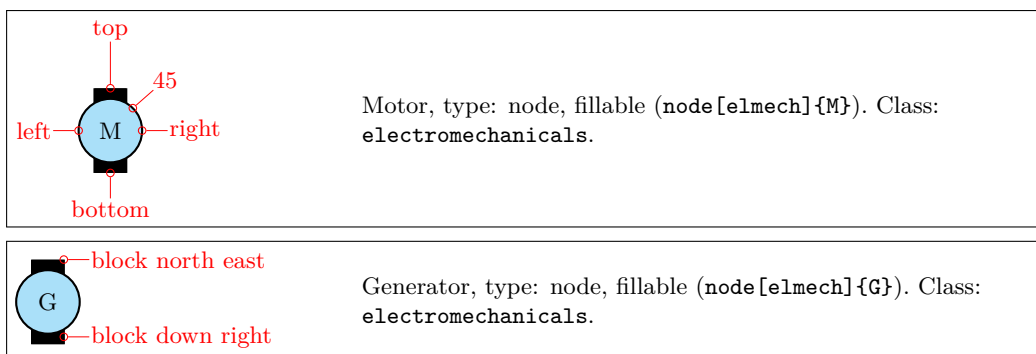 top
45
left
M
right
bottom
Motor, type: node, fillable (node[elmech]{M}). Class:
electromechanicals.
block north east
G
block down right
Generator, type: node, fillable (node[elmech]{G}). Class:
electromechanicals.